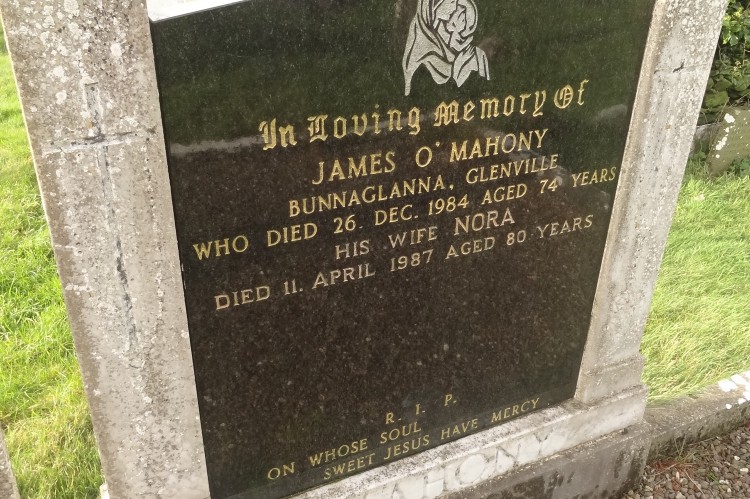 In Loving Memory Of
JAMES O'MAHONY
BUNNAGLANNA, GLENVILLE
WHO DIED 26. DEC. 1984 AGED 74 YEARS
HIS WIFE NORA
DIED 11. APRIL 1987 AGED 80 YEARS
R. I. P.
ON WHOSE SOUL
SWEET JESUS HAVE MERCY.
MAHONY